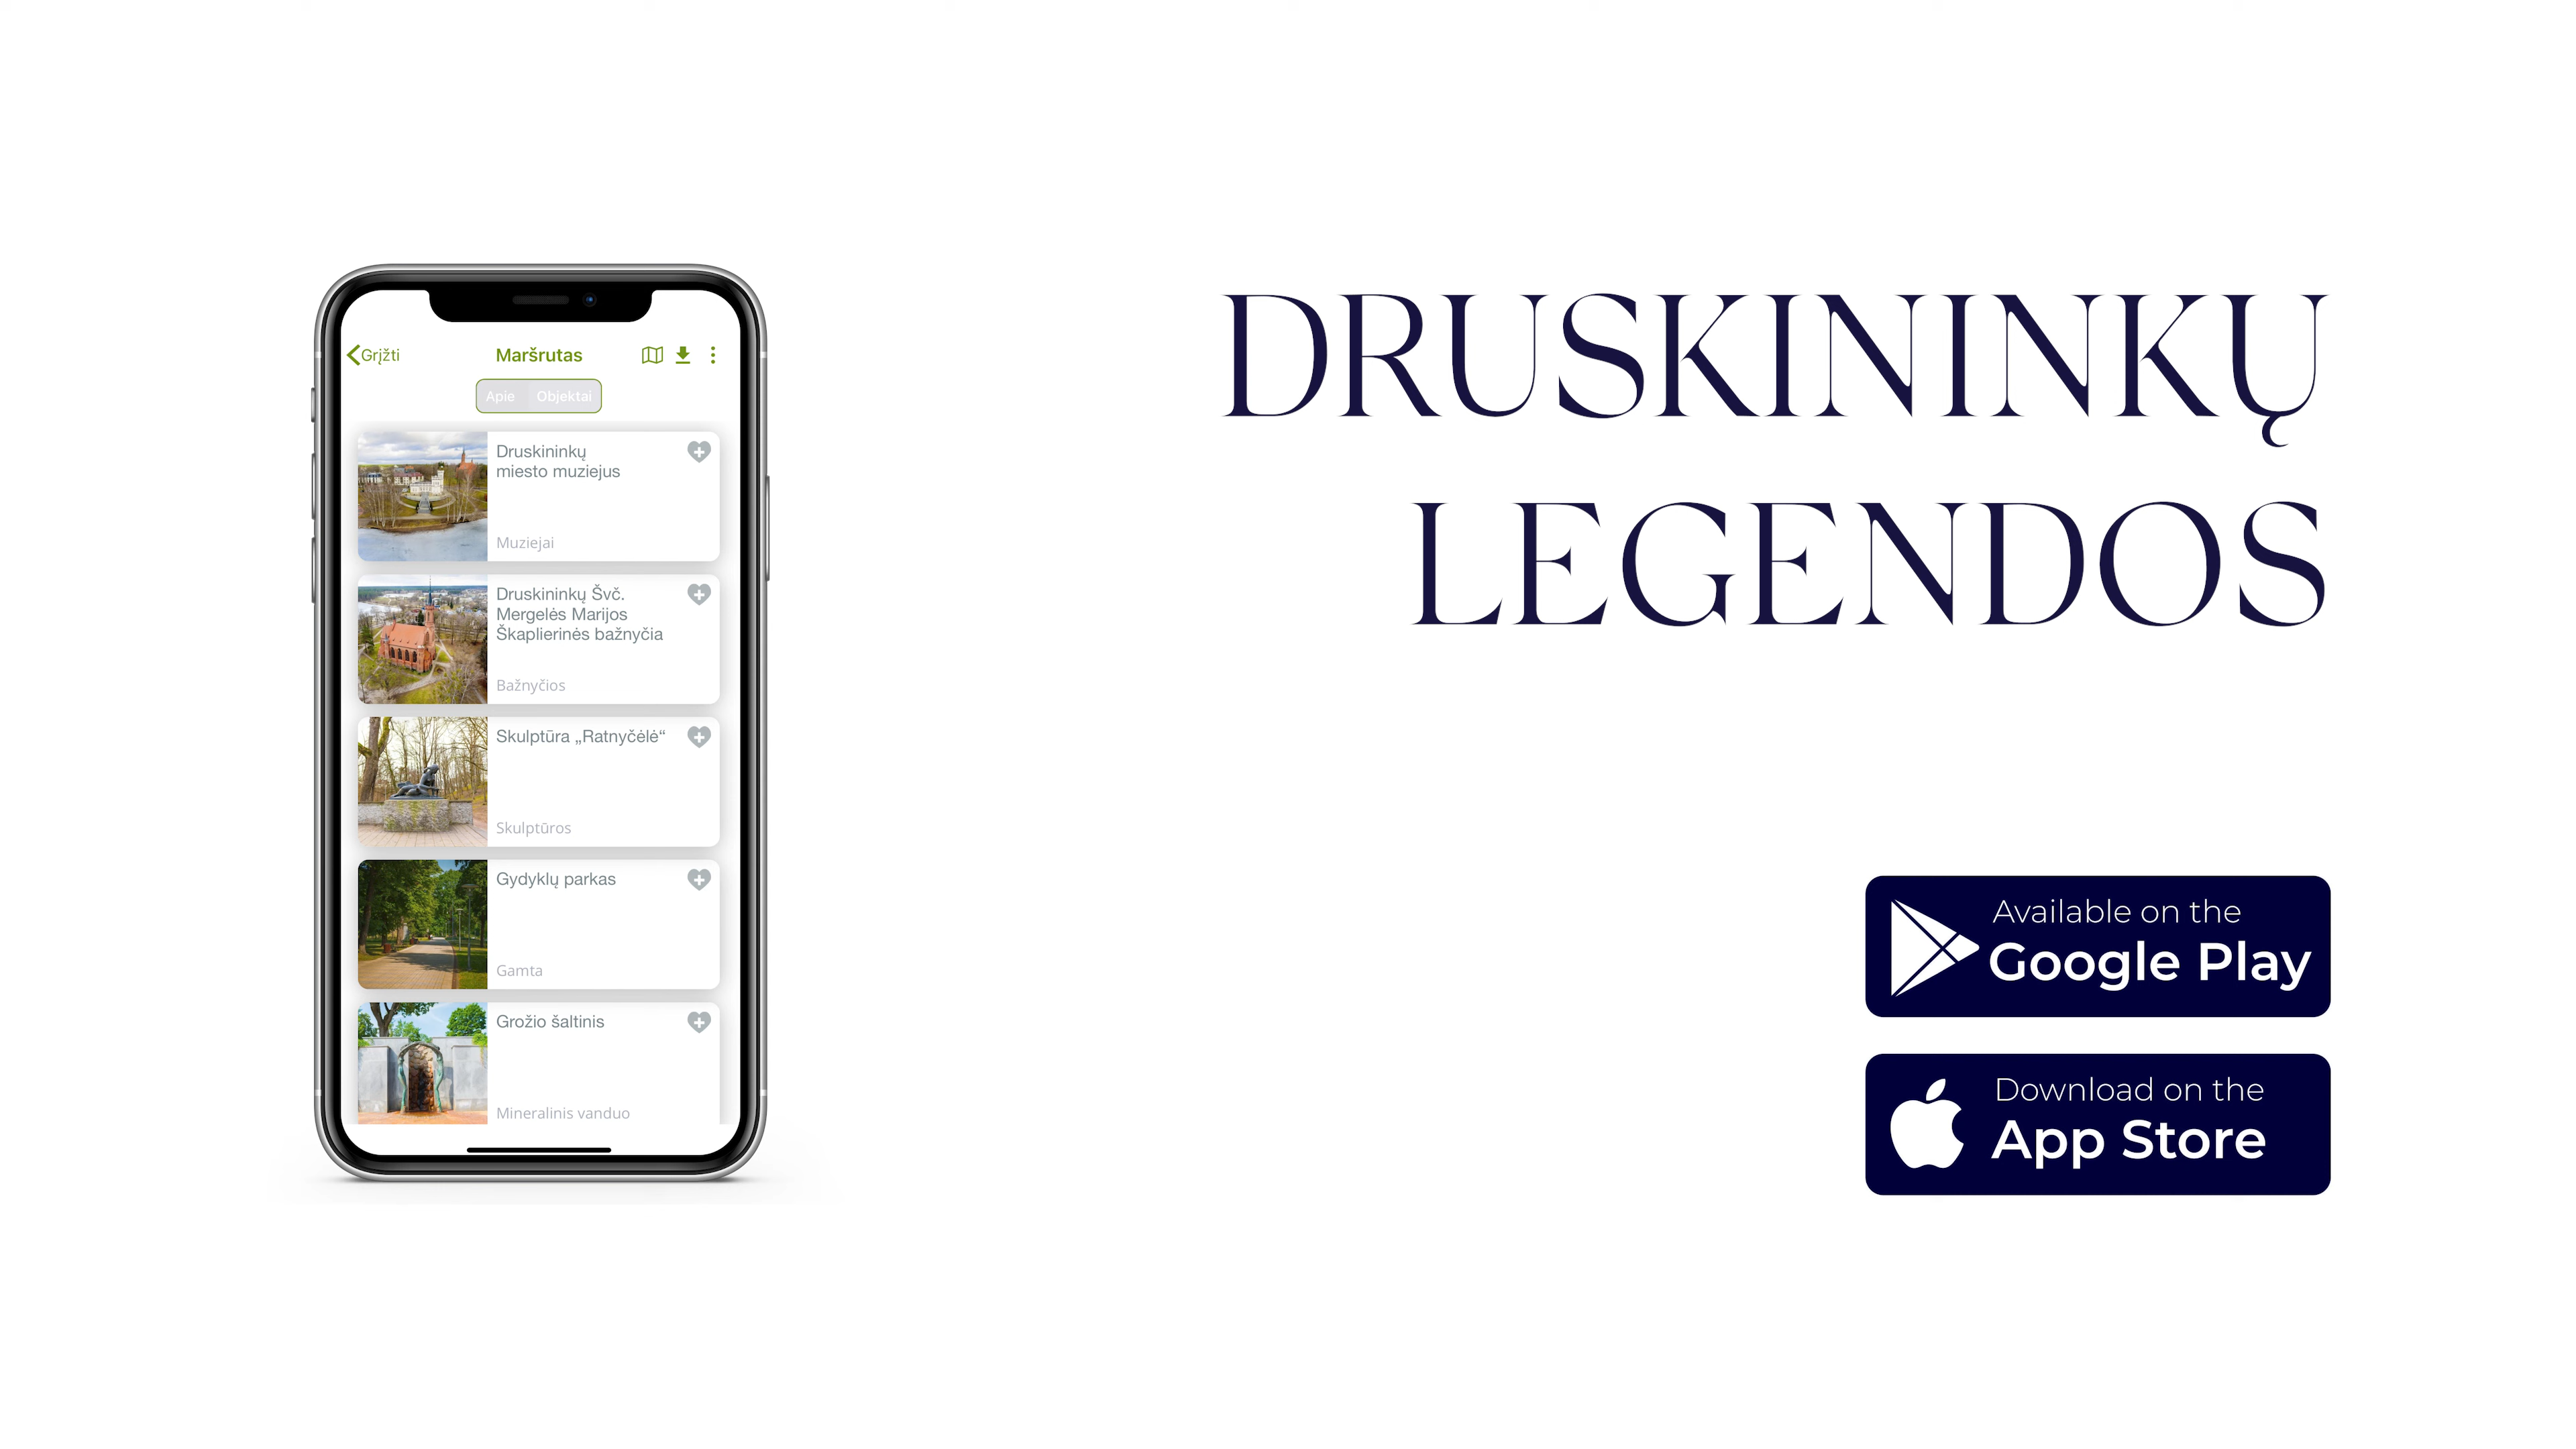 Grįžti
Maršrutas
Apie
Objektai
Druskininkų
miesto muziejus
Muziejai
Druskininkų Švč.
Mergelės Marijos
Škaplierinės bažnyčia
Bažnyčios
Skulptūra „Ratnyčėlė“
Skulptūros
Gydyklų parkas
Gamta
Grožio šaltinis
Mineralinis vanduo
DRUSKININKŲ
LEGENDOS
Available on the
Google Play
Download on the
App Store